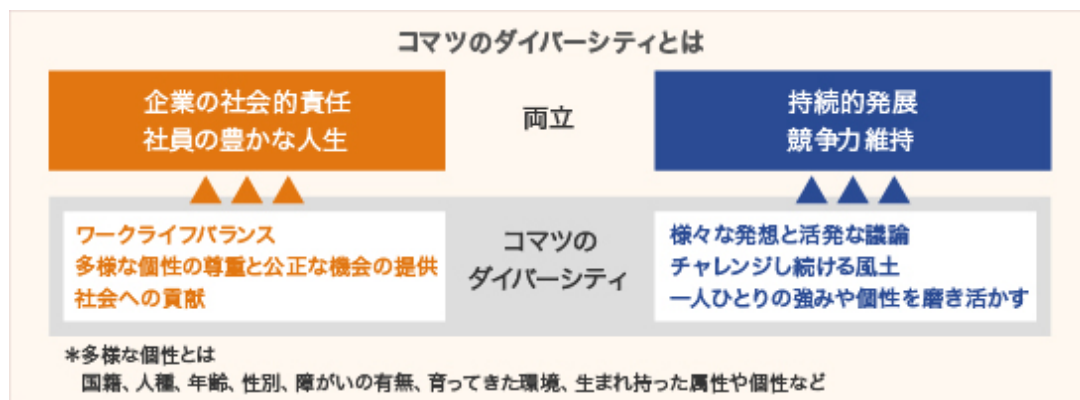 コマツのダイバーシティとは
企業の社会的責任
社員の豊かな人生
両立
持続的発展
競争力維持
ワークライフバランス
多様な個性の尊重と公正な機会の提供
社会への貢献
コマツの
ダイバーシティ
様々な発想と活発な議論
チャレンジし続ける風土
一人ひとりの強みや個性を磨き活かす
＊多様な個性とは
国籍、人種、年齢、性別、障がいの有無、育ってきた環境、生まれ持った属性や個性など